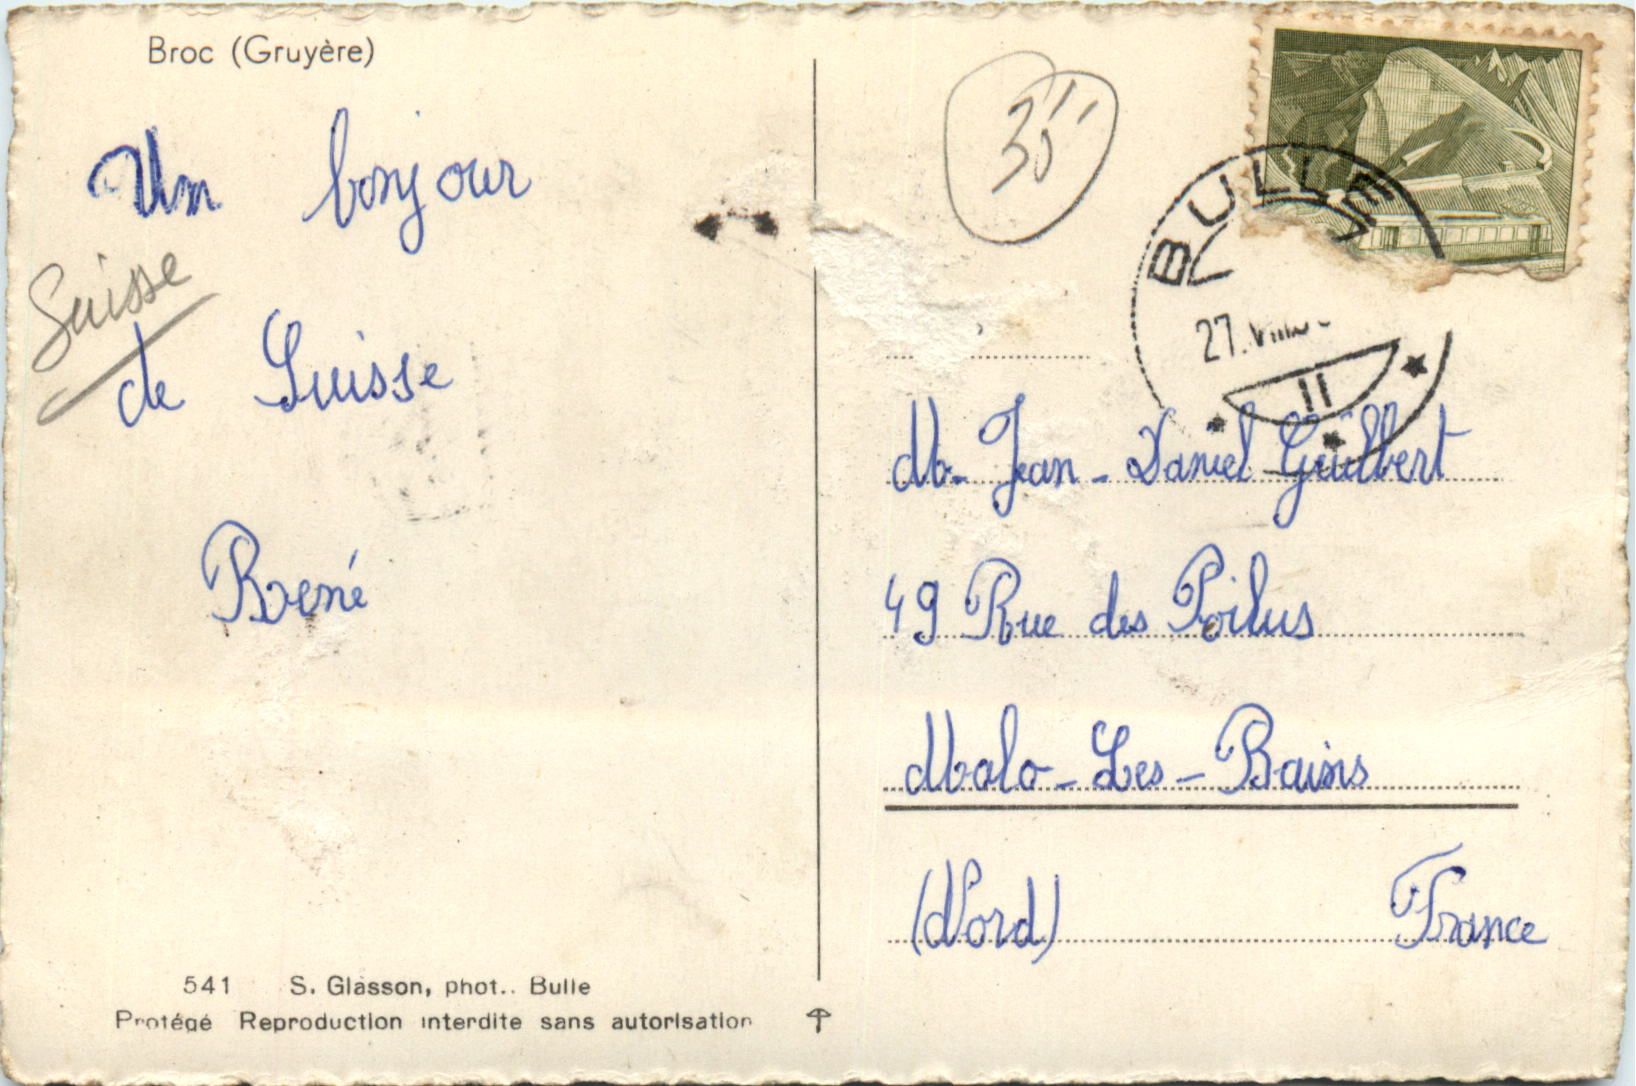 Broc (Gruyère)
Un bonjour
Suisse
de Suisse
René
541 S. Glasson, phot.. Bulle
Protégé Reproduction interdite sans autorisation
35
BULLE
27. VIII
11
M. Jean-Daniel Guilbert
49 Rue des Poilus
Malo-Les-Bains
(Nord) France